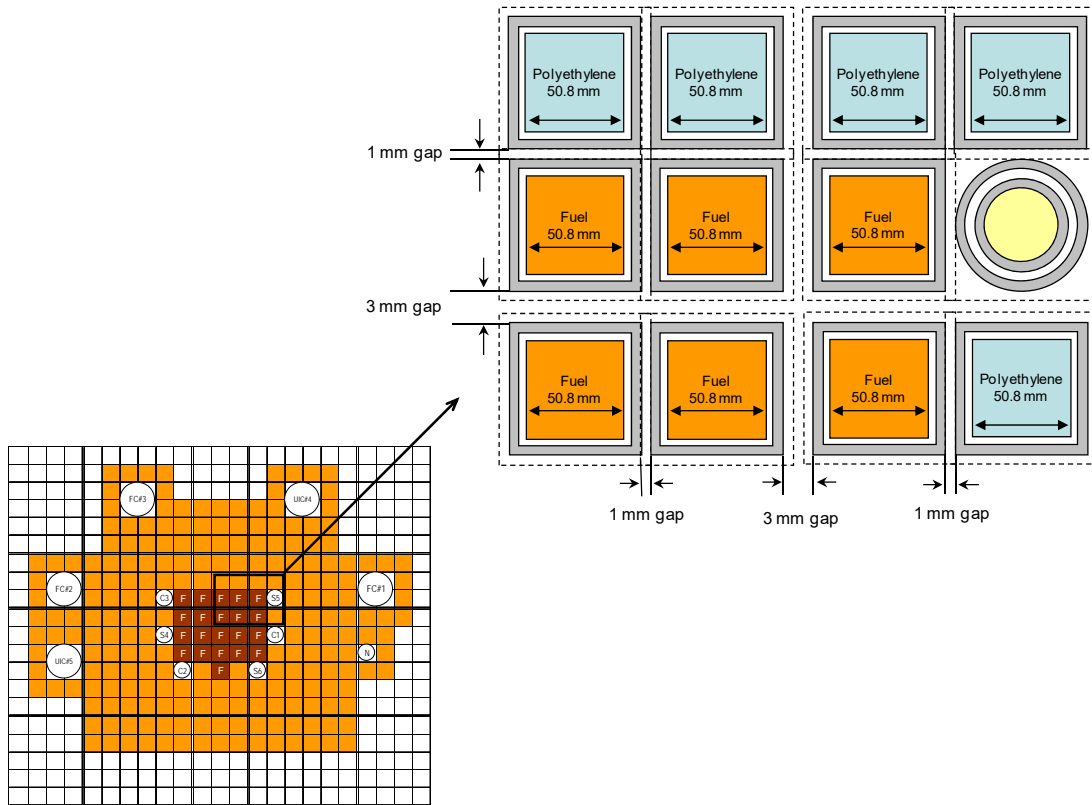 Polyethylene
50.8 mm
Polyethylene
50.8 mm
Polyethylene
50.8 mm
Polyethylene
50.8 mm
1 mm gap
Fuel
50.8 mm
Fuel
50.8 mm
Fuel
50.8 mm
3 mm gap
Fuel
50.8 mm
Fuel
50.8 mm
Fuel
50.8 mm
Polyethylene
50.8 mm
1 mm gap
3 mm gap
1 mm gap
FC#3
UIC#4
FC#2
FC#1
C3 F F F F F S5
F F F F F
S4 F F F F F C1
F F F F F N
UIC#5
C2 F S6